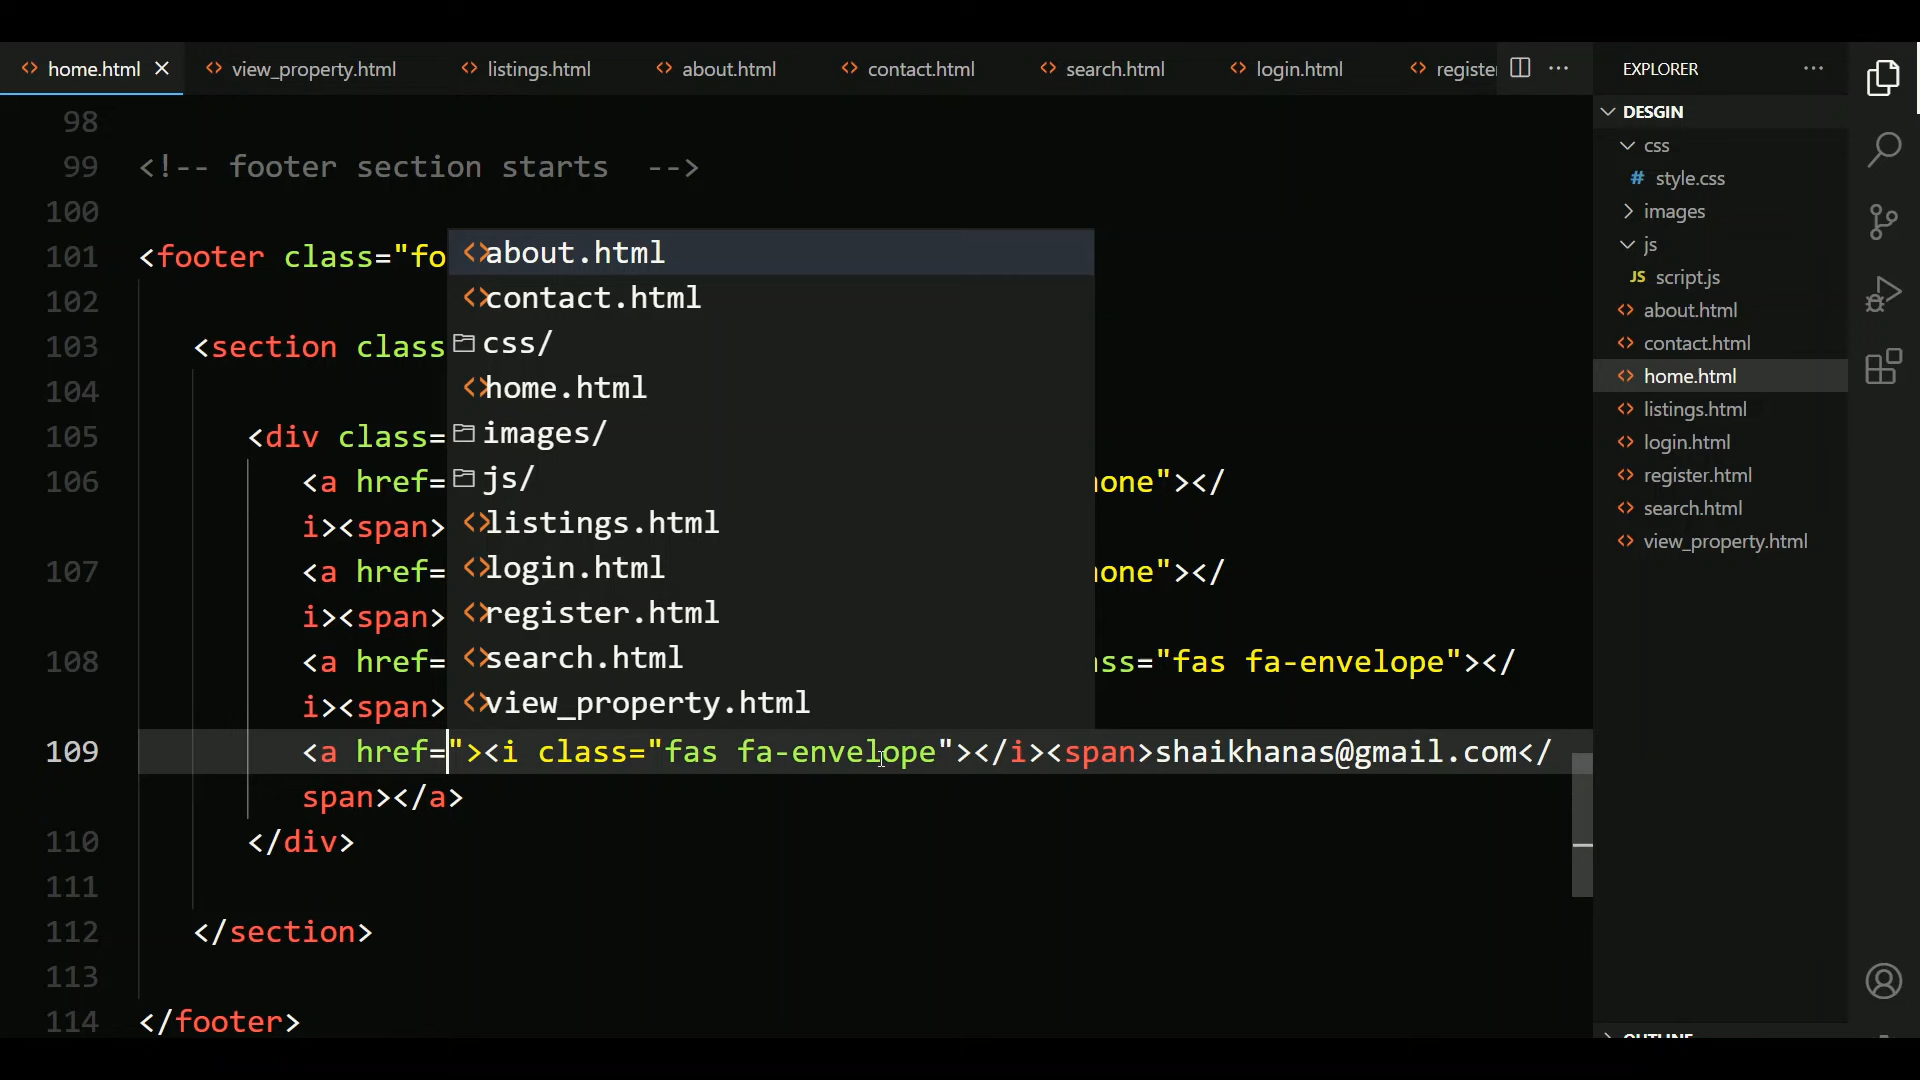 home.html
view_property.html
listings.html
about.html
contact.html
search.html
login.html
register
EXPLORER
98
99 <!-- footer section starts  -->
100
101 <footer class="fo
102
103 <section class
104
105 <div class=
106 <a href= one"></
i><span>
107 <a href= one"></
i><span>
108 <a href= ss="fas fa-envelope"></
i><span>
109 <a href="><i class="fas fa-envelope"></i><span>shaikhanas@gmail.com</
span></a>
110 </div>
111
112 </section>
113
114 </footer>
about.html
contact.html
css/
home.html
images/
js/
listings.html
login.html
register.html
search.html
view_property.html
DESGIN
css
# style.css
images
js
JS script.js
about.html
contact.html
home.html
listings.html
login.html
register.html
search.html
view_property.html